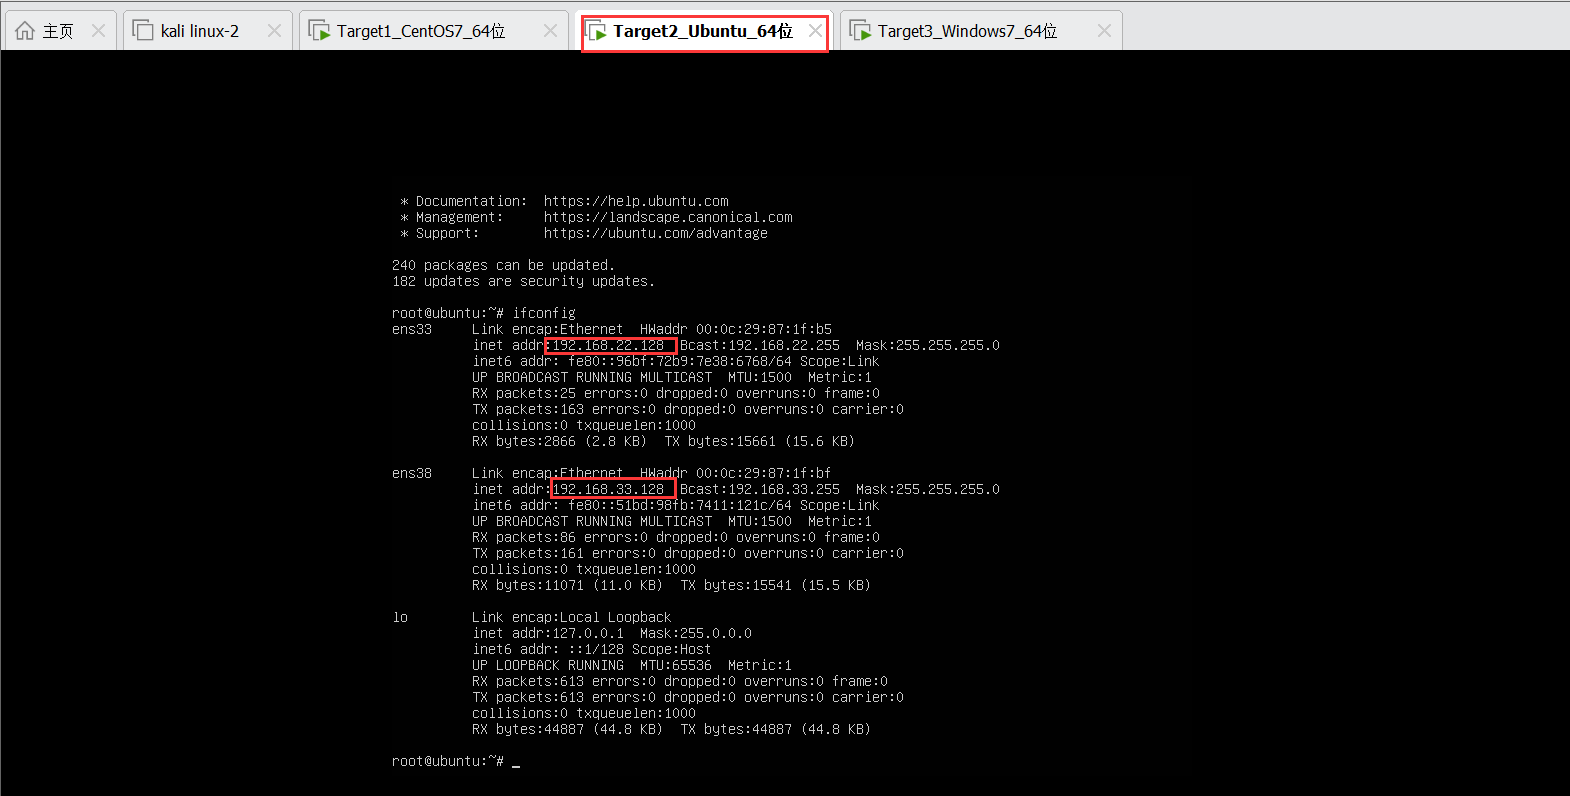 主页 kali linux-2 Target1_CentOS7_64位 Target2_Ubuntu_64位 Target3_Windows7_64位
* Documentation:  https://help.ubuntu.com
* Management:     https://landscape.canonical.com
* Support:        https://ubuntu.com/advantage
240 packages can be updated.
182 updates are security updates.
root@ubuntu:~# ifconfig
ens33     Link encap:Ethernet  HWaddr 00:0c:29:87:1f:b5
inet addr:192.168.22.128  Bcast:192.168.22.255  Mask:255.255.255.0
inet6 addr: fe80::96bf:72b9:7e38:6768/64 Scope:Link
UP BROADCAST RUNNING MULTICAST  MTU:1500  Metric:1
RX packets:25 errors:0 dropped:0 overruns:0 frame:0
TX packets:163 errors:0 dropped:0 overruns:0 carrier:0
collisions:0 txqueuelen:1000
RX bytes:2866 (2.8 KB)  TX bytes:15661 (15.6 KB)
ens38     Link encap:Ethernet  HWaddr 00:0c:29:87:1f:bf
inet addr:192.168.33.128  Bcast:192.168.33.255  Mask:255.255.255.0
inet6 addr: fe80::51bd:98fb:7411:121c/64 Scope:Link
UP BROADCAST RUNNING MULTICAST  MTU:1500  Metric:1
RX packets:86 errors:0 dropped:0 overruns:0 frame:0
TX packets:161 errors:0 dropped:0 overruns:0 carrier:0
collisions:0 txqueuelen:1000
RX bytes:11071 (11.0 KB)  TX bytes:15541 (15.5 KB)
lo        Link encap:Local Loopback
inet addr:127.0.0.1  Mask:255.0.0.0
inet6 addr: ::1/128 Scope:Host
UP LOOPBACK RUNNING  MTU:65536  Metric:1
RX packets:613 errors:0 dropped:0 overruns:0 frame:0
TX packets:613 errors:0 dropped:0 overruns:0 carrier:0
collisions:0 txqueuelen:1000
RX bytes:44887 (44.8 KB)  TX bytes:44887 (44.8 KB)
root@ubuntu:~# _